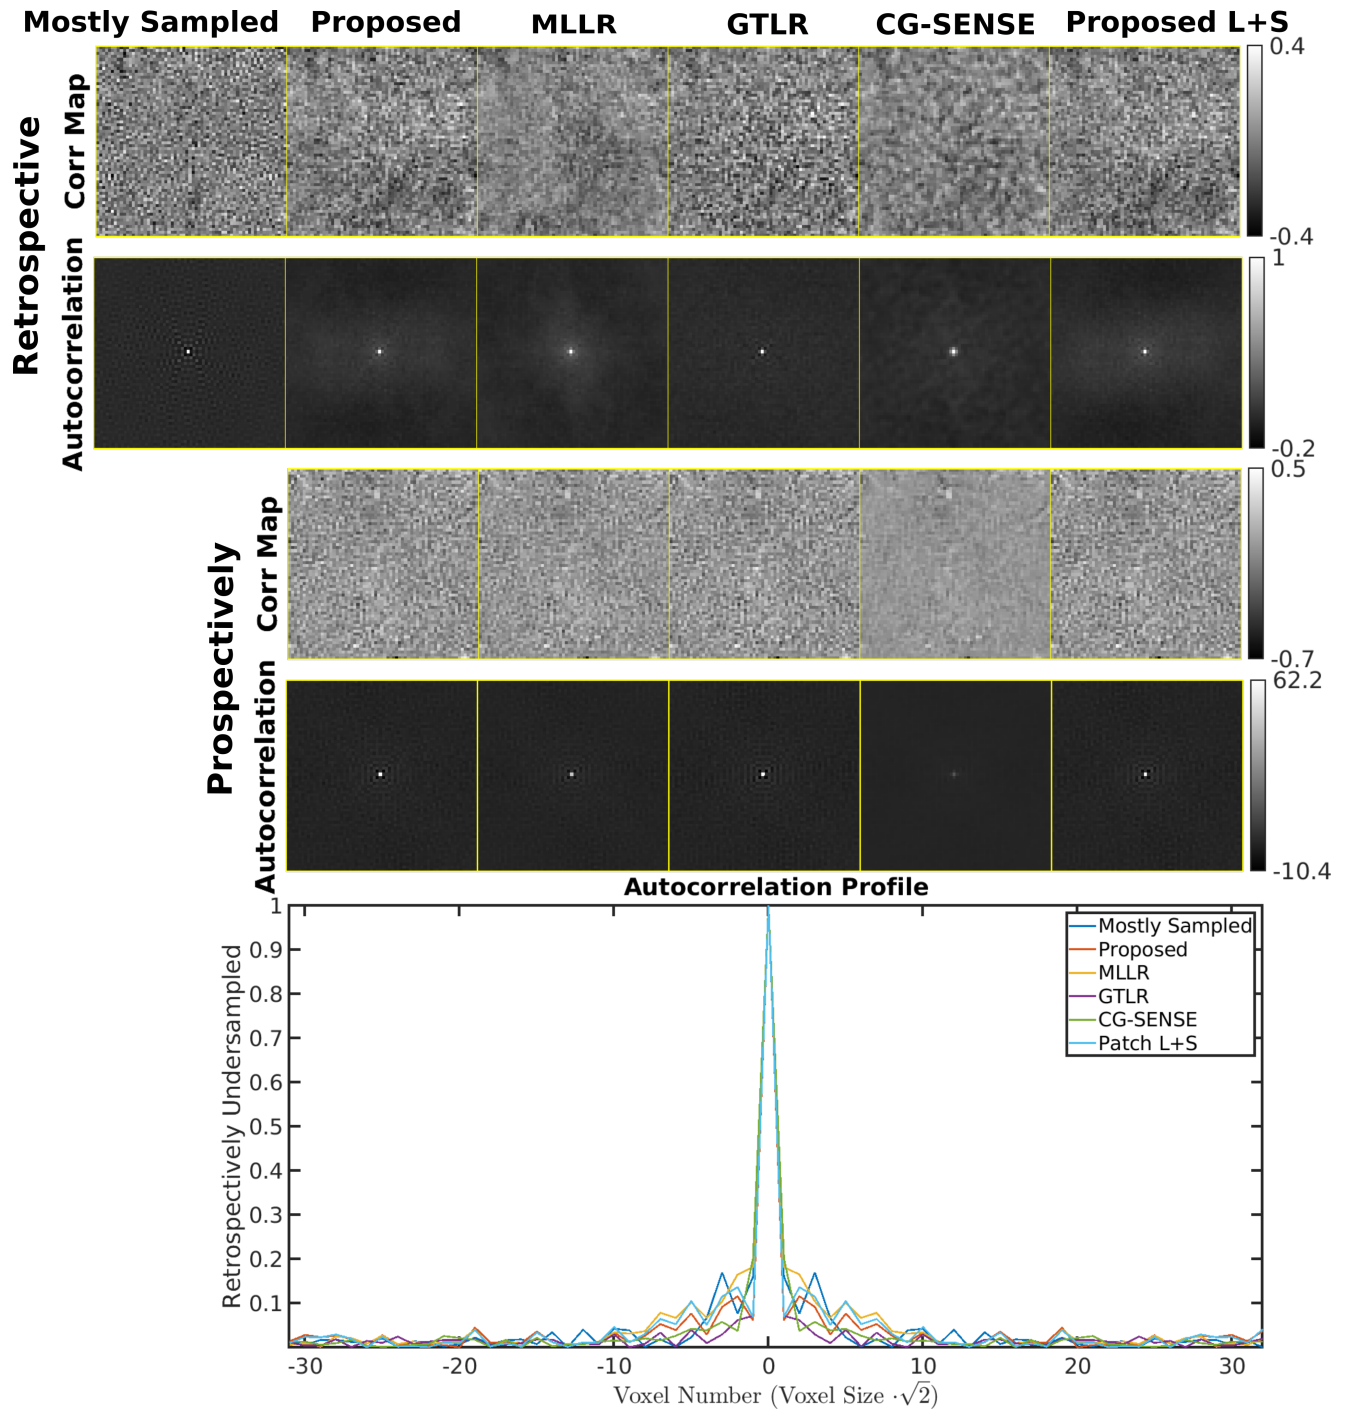 Mostly Sampled Proposed MLLR GTLR CG-SENSE Proposed L+S
Retrospective
Corr Map
0.4
-0.4
Autocorrelation
1
-0.2
Prospectively
Corr Map
0.5
-0.7
Autocorrelation
62.2
-10.4
Autocorrelation Profile
Retrospectively Undersampled
1
0.9
0.8
0.7
0.6
0.5
0.4
0.3
0.2
0.1
Mostly Sampled
Proposed
MLLR
GTLR
CG-SENSE
Patch L+S
-30 -20 -10 0 10 20 30
Voxel Number (Voxel Size ·√2)